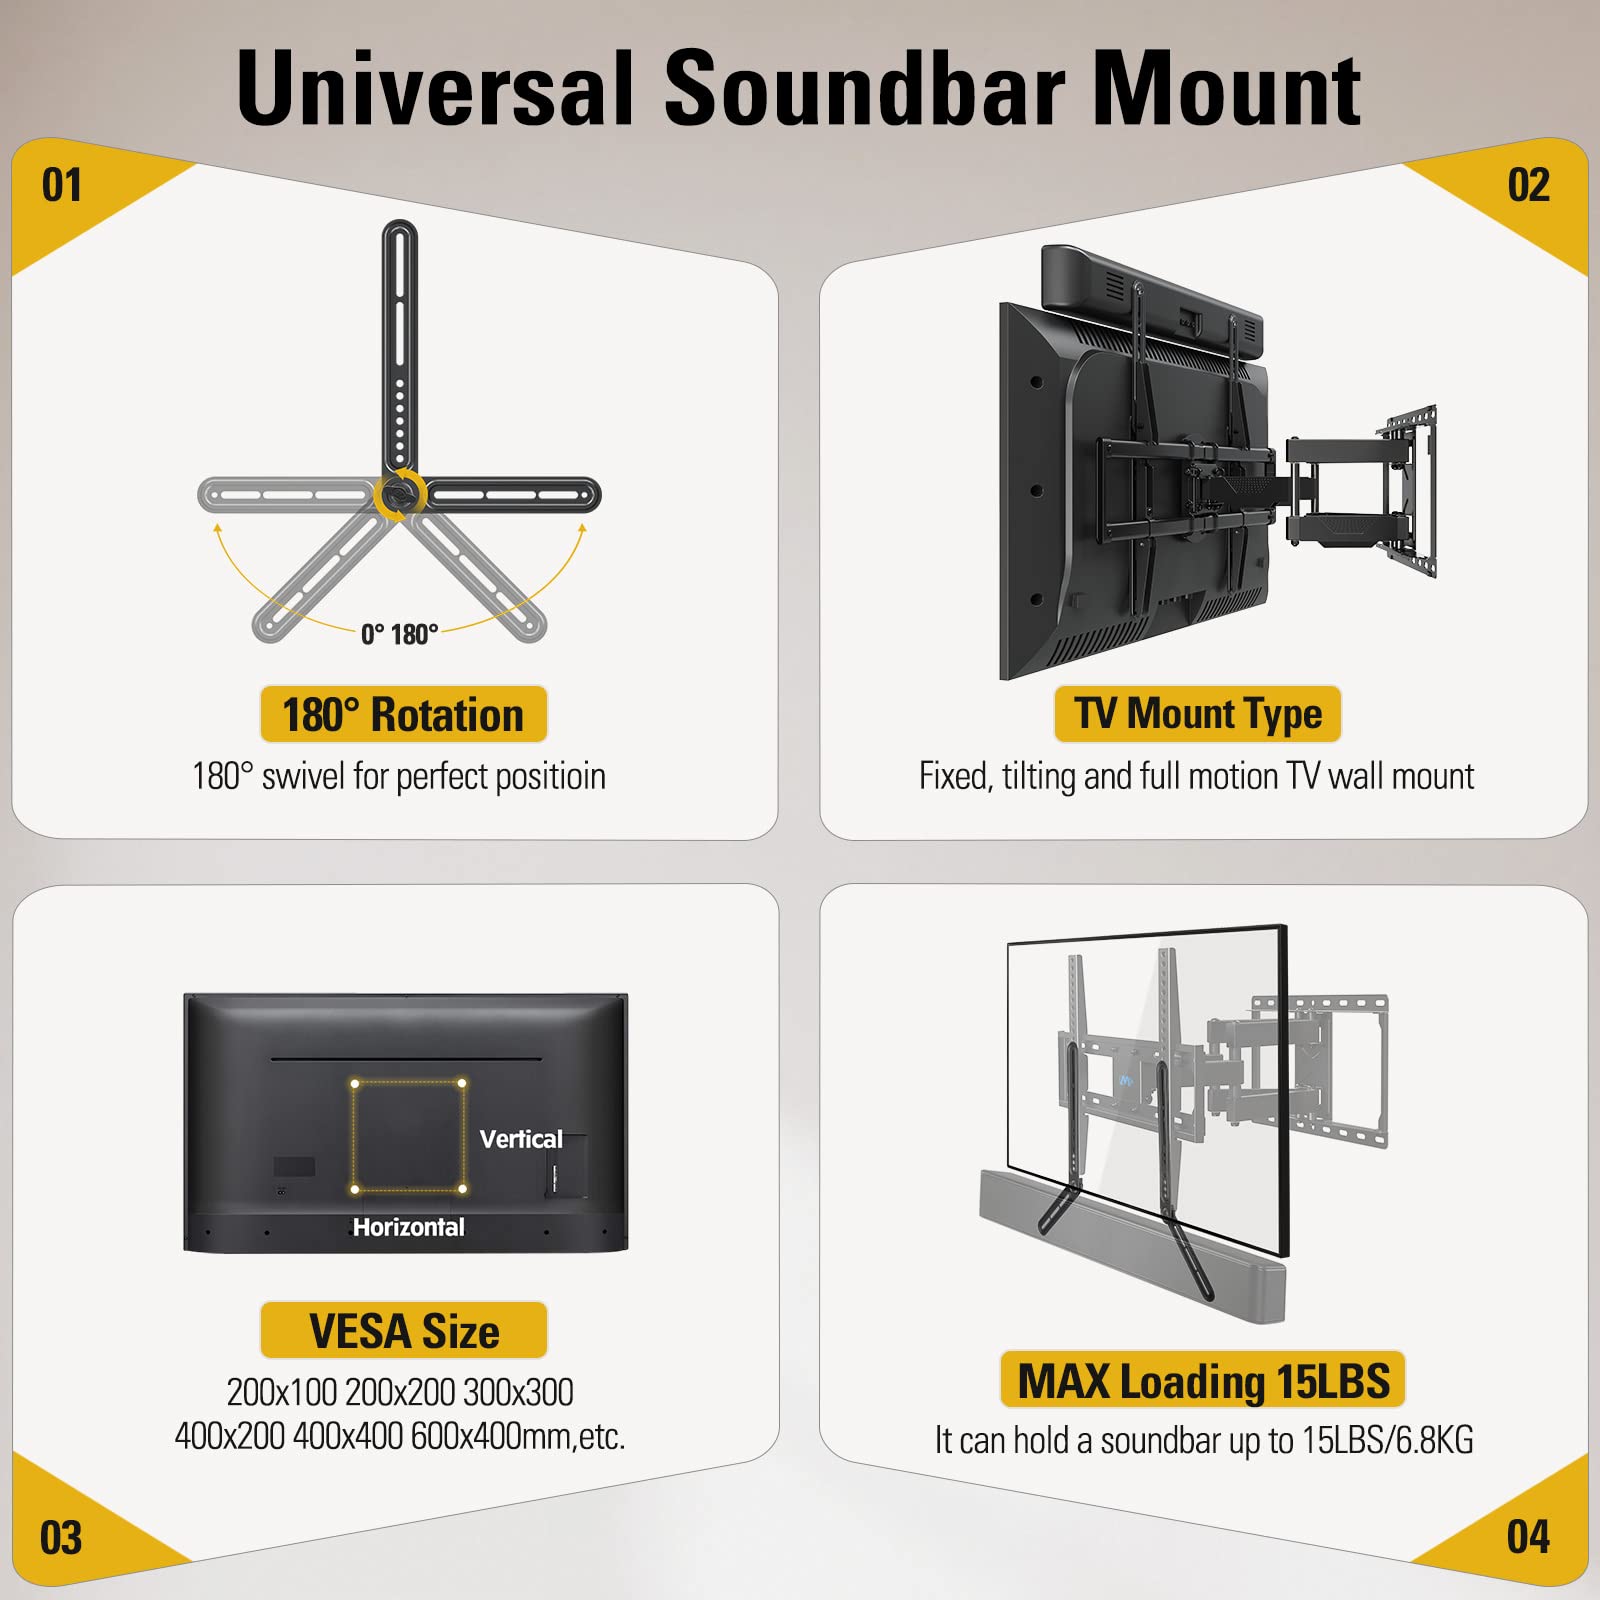 Universal Soundbar Mount
01
0° 180°
180° Rotation
180° swivel for perfect positioin
02
TV Mount Type
Fixed, tilting and full motion TV wall mount
Vertical
Horizontal
VESA Size
200x100 200x200 300x300
400x200 400x400 600x400mm,etc.
03
MAX Loading 15LBS
It can hold a soundbar up to 15LBS/6.8KG
04